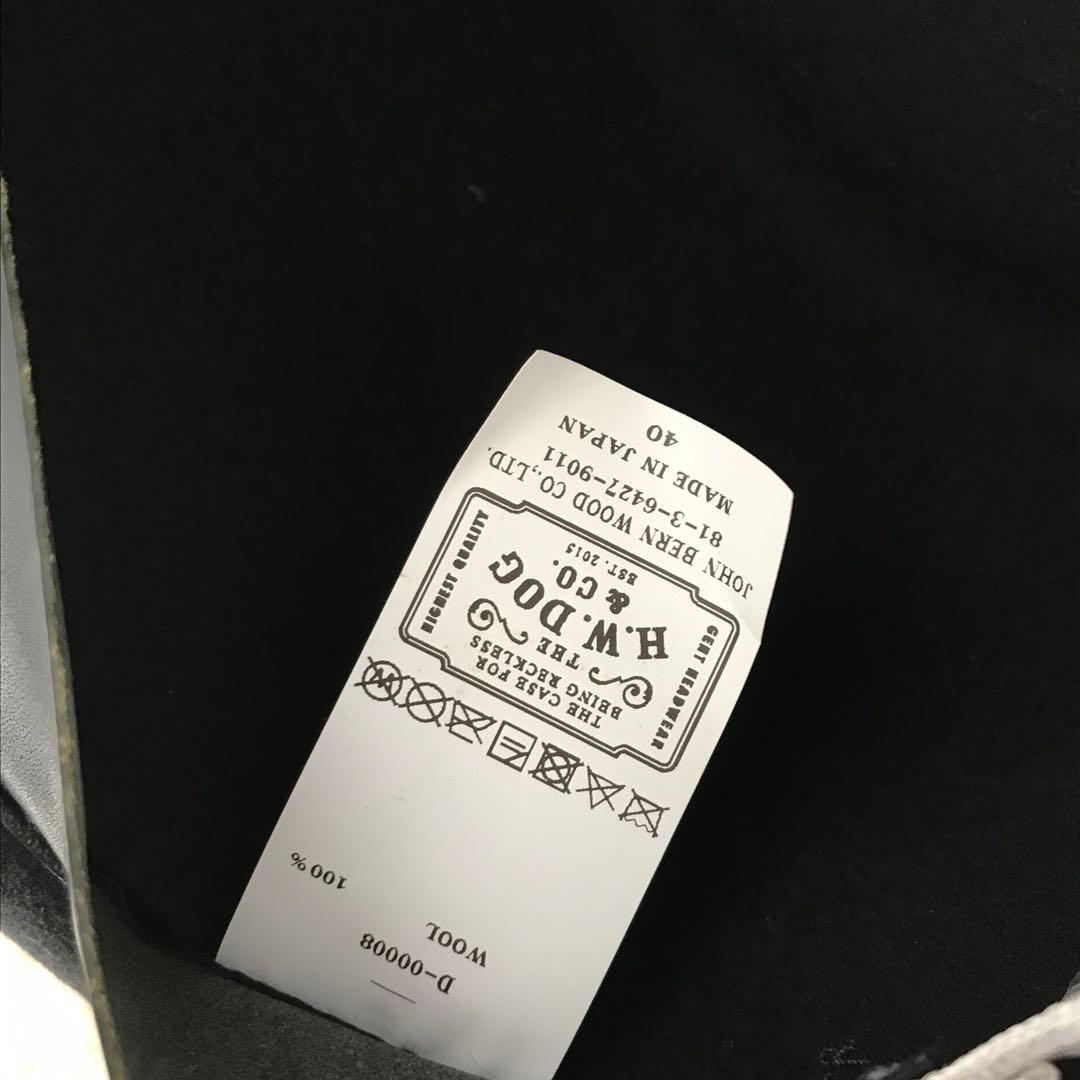 D-00008
WOOL
100%
THE CASE FOR
BEING RECKLESS
THE
H.W.DOG
& CO.
EST. 2015
HIGHEST QUALITY
GENT HEADWEAR
JOHN BERN WOOD CO.,LTD.
81-3-6427-9011
MADE IN JAPAN
40